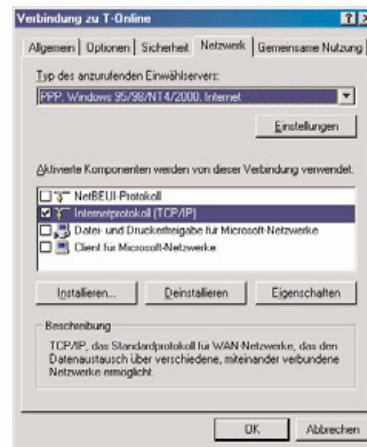 Verbindung zu T-Online
Allgemein Optionen Sicherheit Netzwerk Gemeinsame Nutzung
Typ des anzurufenden Einwählservers:
PPP: Windows 95/98/NT4/2000, Internet
Einstellungen
Aktivierte Komponenten werden von dieser Verbindung verwendet:
NetBEUI-Protokoll
Internetprotokoll (TCP/IP)
Datei- und Druckerfreigabe für Microsoft-Netzwerke
Client für Microsoft-Netzwerke
Installieren... Deinstallieren Eigenschaften
Beschreibung
TCP/IP, das Standardprotokoll für WAN-Netzwerke, das den
Datenaustausch über verschiedene, miteinander verbundene
Netzwerke ermöglicht.
OK Abbrechen